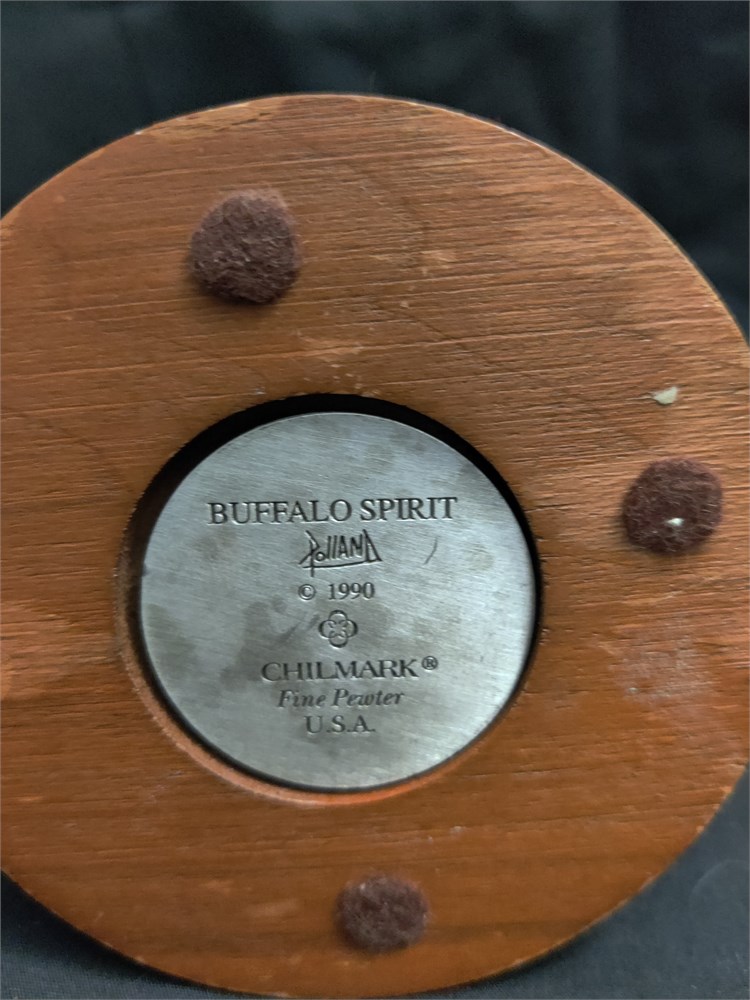 BUFFALO SPIRIT
Polland
© 1990
CHILMARK®
Fine Pewter
U.S.A.